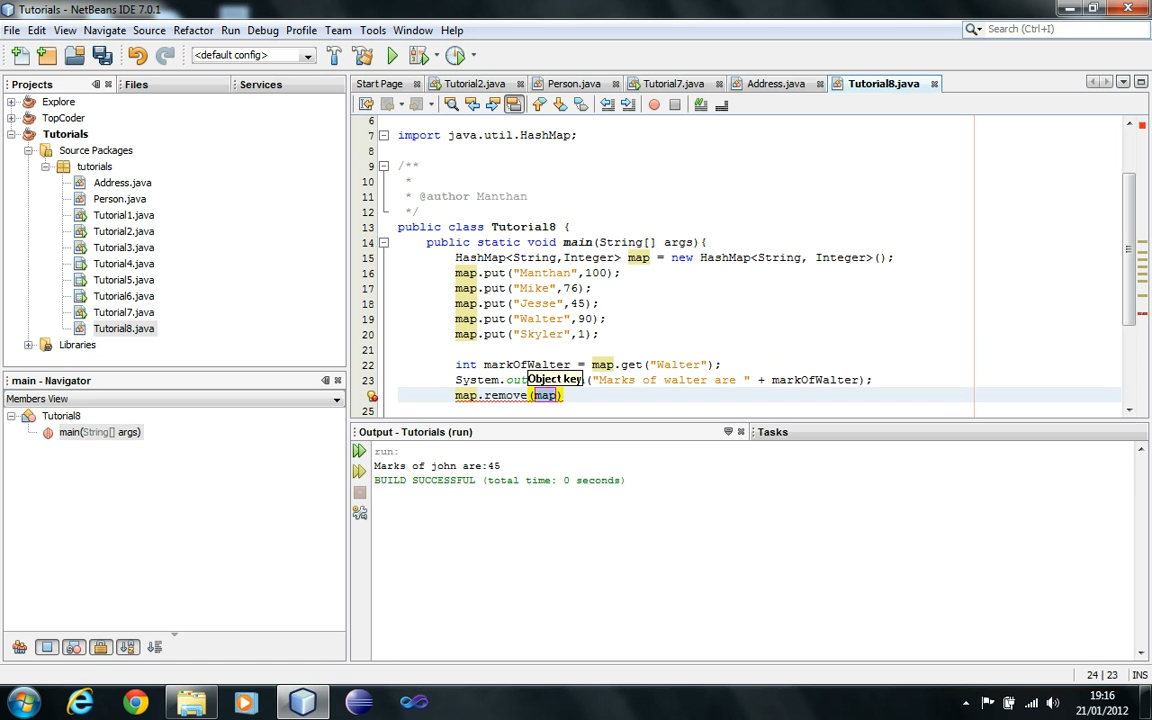 Tutorials - NetBeans IDE 7.0.1
File Edit View Navigate Source Refactor Run Debug Profile Team Tools Window Help
Search (Ctrl+I)
<default config>
Projects Files Services
Explore
TopCoder
Tutorials
Source Packages
tutorials
Address.java
Person.java
Tutorial1.java
Tutorial2.java
Tutorial3.java
Tutorial4.java
Tutorial5.java
Tutorial6.java
Tutorial7.java
Tutorial8.java
Libraries
main - Navigator
Members View
Tutorial8
main(String[] args)
Start Page Tutorial2.java Person.java Tutorial7.java Address.java Tutorial8.java
6
7 import java.util.HashMap;
8
9 /**
10 *
11 * @author Manthan
12 */
13 public class Tutorial8 {
14 public static void main(String[] args){
15 HashMap<String,Integer> map = new HashMap<String, Integer>();
16 map.put("Manthan",100);
17 map.put("Mike",76);
18 map.put("Jesse",45);
19 map.put("Walter",90);
20 map.put("Skyler",1);
21
22 int markOfWalter = map.get("Walter");
23 System.out ("Marks of walter are " + markOfWalter);
Object key
map.remove(map)
25
Output - Tutorials (run) Tasks
run:
Marks of john are:45
BUILD SUCCESSFUL (total time: 0 seconds)
24 | 23 INS
19:16
21/01/2012